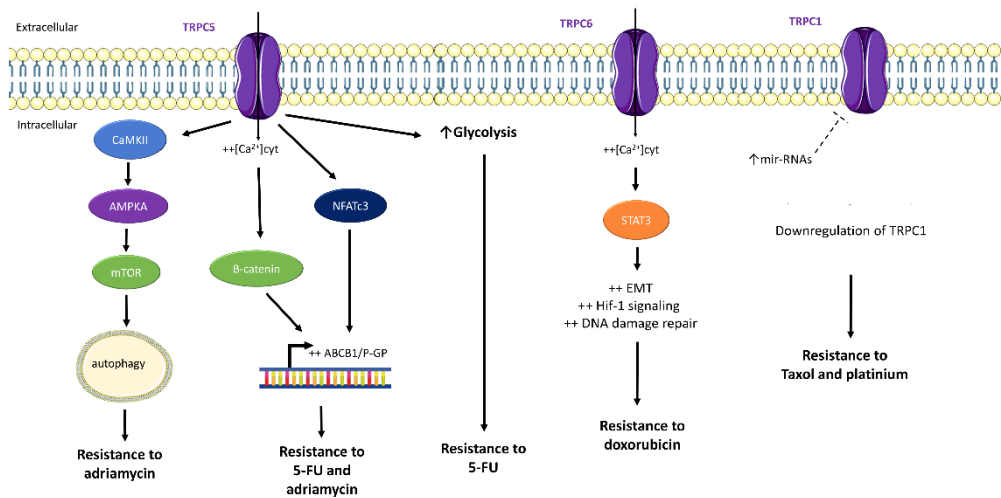 Extracellular
TRPC5
TRPC6
TRPC1
Intracellular
CaMKII
++[Ca²⁺]cyt
↑Glycolysis
++[Ca²⁺]cyt
↑mir-RNAs
AMPKA
NFATc3
STAT3
Downregulation of TRPC1
mTOR
B-catenin
++ EMT
++ Hif-1 signaling
++ DNA damage repair
autophagy
++ ABCB1/P-GP
Resistance to
Taxol and platinium
Resistance to
adriamycin
Resistance to
5-FU and
adriamycin
Resistance to
5-FU
Resistance to
doxorubicin